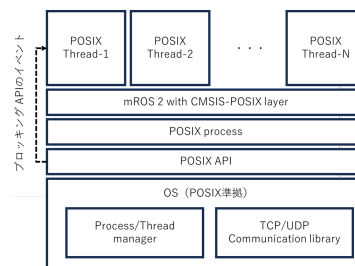 ブロッキングAPIのイベント
POSIX
Thread-1
POSIX
Thread-2
・・・
POSIX
Thread-N
mROS 2 with CMSIS-POSIX layer
POSIX process
POSIX API
OS（POSIX準拠）
Process/Thread
manager
TCP/UDP
Communication library